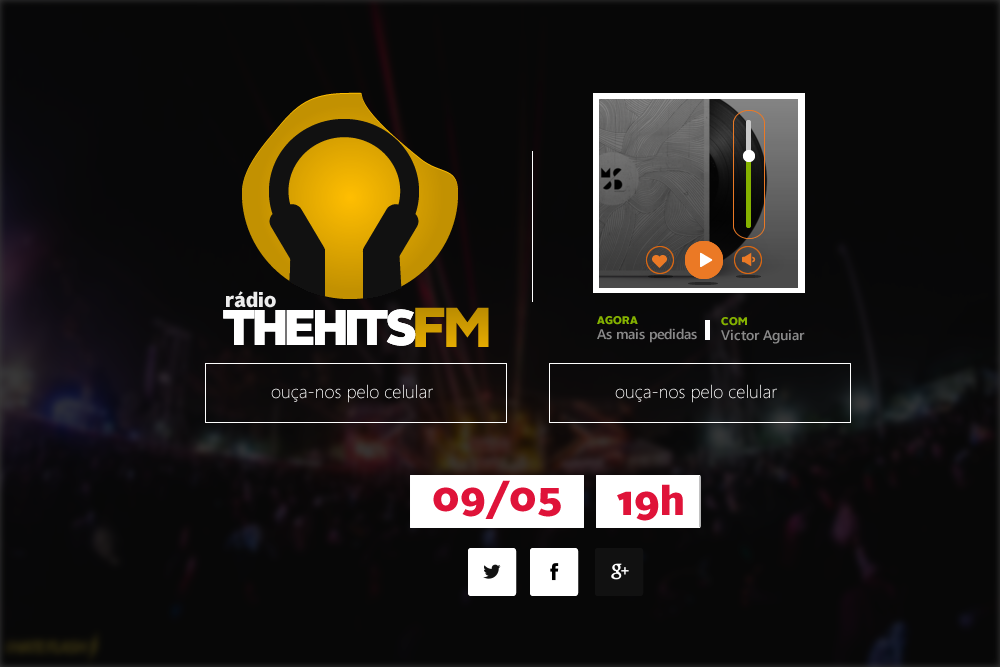 rádio
THEHITSFM
AGORA
As mais pedidas
COM
Victor Aguiar
ouça-nos pelo celular
ouça-nos pelo celular
09/05
19h
g+